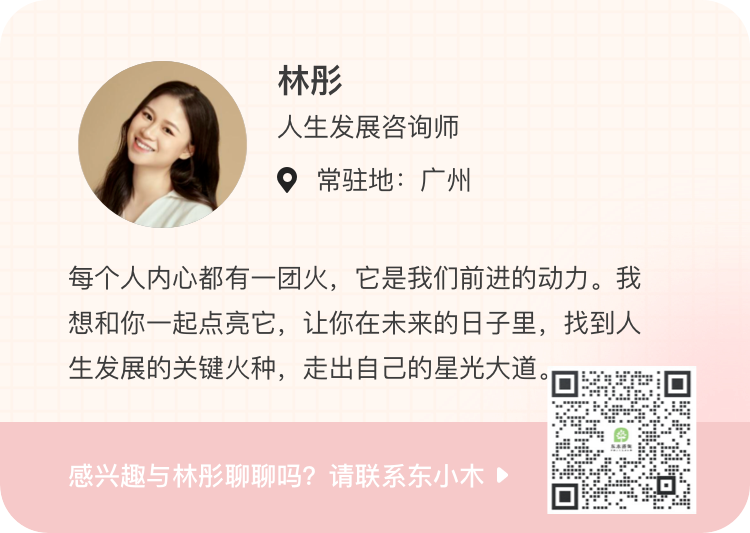 林彤
人生发展咨询师
常驻地：广州
每个人内心都有一团火，它是我们前进的动力。我
想和你一起点亮它，让你在未来的日子里，找到人
生发展的关键火种，走出自己的星光大道。
感兴趣与林彤聊聊吗？请联系东小木